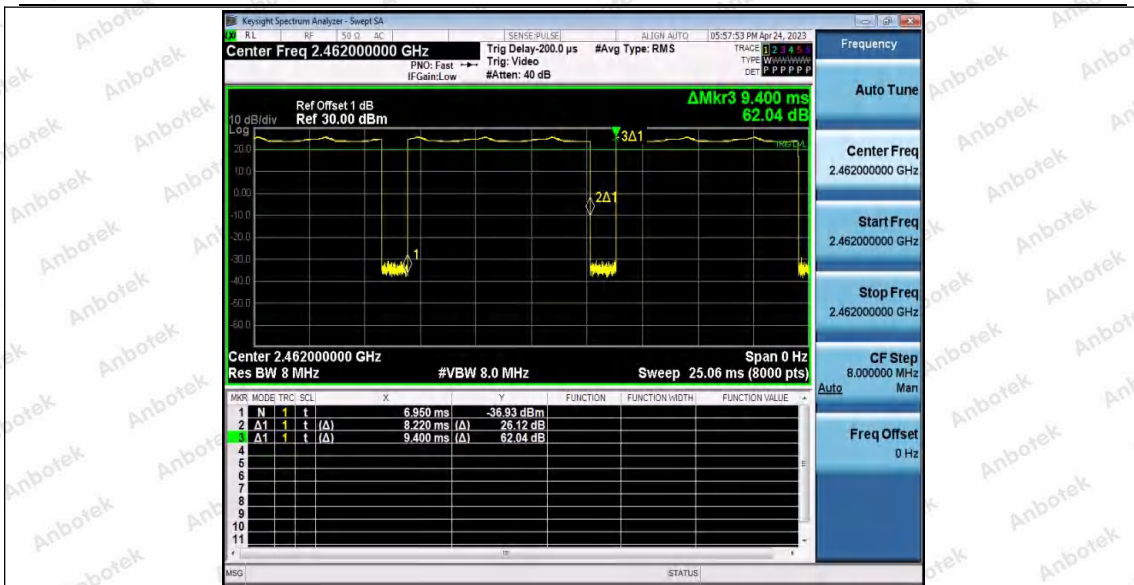 Keysight Spectrum Analyzer - Swept SA
LXI RL RF 50 Ω AC SENSE:PULSE ALIGN AUTO 05:57:53 PM Apr 24, 2023
Center Freq 2.462000000 GHz
PNO: Fast
IFGain:Low
Trig Delay-200.0 µs
Trig: Video
#Atten: 40 dB
#Avg Type: RMS
TRACE 1 2 3 4 5 6
TYPE WWWWWW
DET P P P P P P
Frequency
Auto Tune
Center Freq
2.462000000 GHz
Start Freq
2.462000000 GHz
Stop Freq
2.462000000 GHz
CF Step
8.000000 MHz
Auto Man
Freq Offset
0 Hz
ΔMkr3 9.400 ms
62.04 dB
Ref Offset 1 dB
10 dB/div Ref 30.00 dBm
Log
20.0
10.0
0.00
-10.0
-20.0
-30.0
-40.0
-50.0
-60.0
3Δ1
TRIG LVL
2Δ1
1
Center 2.462000000 GHz Span 0 Hz
Res BW 8 MHz #VBW 8.0 MHz Sweep 25.06 ms (8000 pts)
MKR MODE TRC SCL X Y FUNCTION FUNCTION WIDTH FUNCTION VALUE
1 N 1 t 6.950 ms -36.93 dBm
2 Δ1 1 t (Δ) 8.220 ms (Δ) 26.12 dB
3 Δ1 1 t (Δ) 9.400 ms (Δ) 62.04 dB
4
5
6
7
8
9
10
11
MSG STATUS
Anbotek